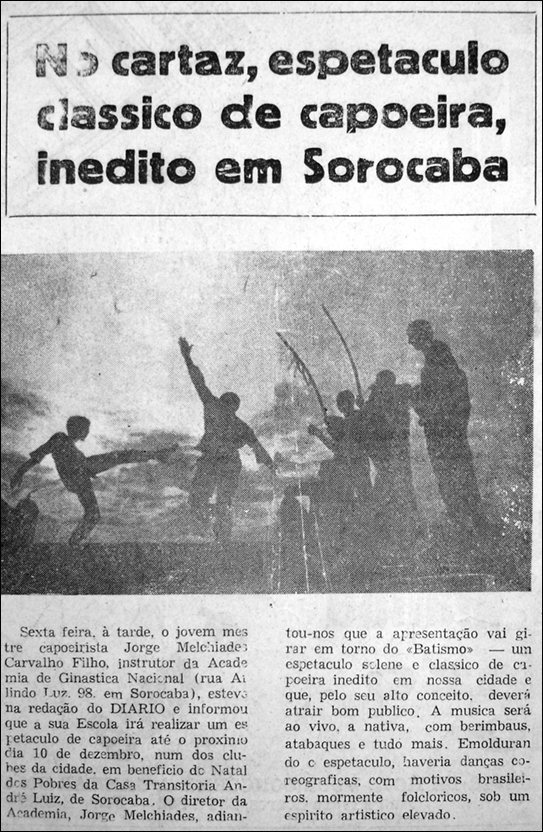 No cartaz, espetaculo
classico de capoeira,
inedito em Sorocaba
Sexta feira, à tarde, o jovem mes
tre capoeirista Jorge Melchiades
Carvalho Filho, instrutor da Acade
mia de Ginastica Nacional (rua
lindo Luz, 98, em Sorocaba), esteve
na redação do DIARIO e informou
que a sua Escola irá realizar um es
petaculo de capoeira até o proximo
dia 10 de dezembro, num dos clu-
bes da cidade, em beneficio do Natal
dos Pobres da Casa Transitoria An-
dré Luiz, de Sorocaba. O diretor da
Academia, Jorge Melchiades, adian-
tou-nos que a apresentação vai gi-
rar em torno do «Batismo» — um
espetaculo solene e classico de ca-
poeira inedito em nossa cidade e
que, pelo seu alto conceito, deverá
atrair bom publico. A musica será
ao vivo, a nativa, com berimbaus,
atabaques e tudo mais. Emolduran
do o espetaculo, haveria danças co-
reograficas, com motivos brasilei-
ros, mormente folcloricos, sob um
espirito artistico elevado.